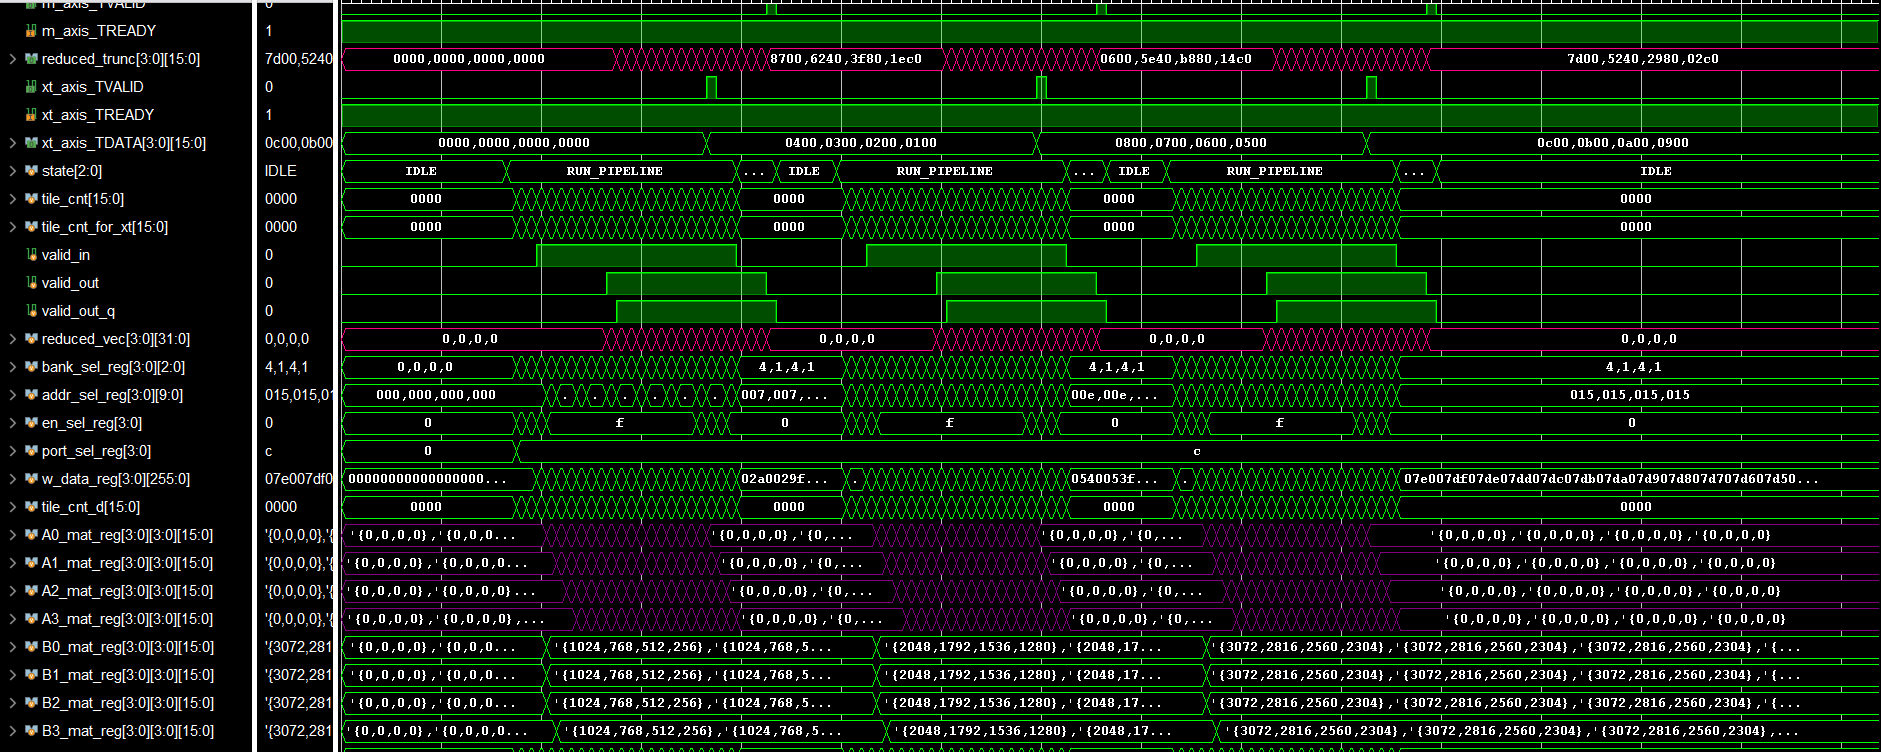 m_axis_TVALID 0
m_axis_TREADY 1
reduced_trunc[3:0][15:0] 7d00,5240 0000,0000,0000,0000 8700,6240,3f80,1ec0 0600,5e40,b880,14c0 7d00,5240,2980,02c0
xt_axis_TVALID 0
xt_axis_TREADY 1
xt_axis_TDATA[3:0][15:0] 0c00,0b00 0000,0000,0000,0000 0400,0300,0200,0100 0800,0700,0600,0500 0c00,0b00,0a00,0900
state[2:0] IDLE IDLE RUN_PIPELINE ... IDLE RUN_PIPELINE ... IDLE RUN_PIPELINE ... IDLE
tile_cnt[15:0] 0000 0000 0000 0000 0000
tile_cnt_for_xt[15:0] 0000 0000 0000 0000 0000
valid_in 0
valid_out 0
valid_out_q 0
reduced_vec[3:0][31:0] 0,0,0,0 0,0,0,0 0,0,0,0 0,0,0,0 0,0,0,0
bank_sel_reg[3:0][2:0] 4,1,4,1 0,0,0,0 4,1,4,1 4,1,4,1 4,1,4,1
addr_sel_reg[3:0][9:0] 015,015,01 000,000,000,000 . . . . . . 007,007,... 00e,00e,... 015,015,015,015
en_sel_reg[3:0] 0 0 f 0 f 0 f 0
port_sel_reg[3:0] c 0 c
w_data_reg[3:0][255:0] 07e007df0 0000000000000000... 02a0029f... . 0540053f... . 07e007df07de07dd07dc07db07da07d907d807d707d607d50...
tile_cnt_d[15:0] 0000 0000 0000 0000 0000
A0_mat_reg[3:0][3:0][15:0] '{0,0,0,0},'{ '{0,0,0,0},'{0,0,0... '{0,0,0,0},'{0,... '{0,0,0,0},'{0,... '{0,0,0,0},'{0,0,0,0},'{0,0,0,0},'{0,0,0,0}
A1_mat_reg[3:0][3:0][15:0] '{0,0,0,0},'{ '{0,0,0,0},'{0,0,0,0... '{0,0,0,0},'{0,... '{0,0,0,0},'{0,... '{0,0,0,0},'{0,0,0,0},'{0,0,0,0},'{0,0,0,0}
A2_mat_reg[3:0][3:0][15:0] '{0,0,0,0},'{ '{0,0,0,0},'{0,0,0,0}... '{0,0,0,0},'{0,... '{0,0,0,0},'{0,... '{0,0,0,0},'{0,0,0,0},'{0,0,0,0},'{0,0,0,0}
A3_mat_reg[3:0][3:0][15:0] '{0,0,0,0},'{ '{0,0,0,0},'{0,0,0,0},... '{0,0,0,0},'{0,... '{0,0,0,0},'{0,... '{0,0,0,0},'{0,0,0,0},'{0,0,0,0},'{0,0,0,0}
B0_mat_reg[3:0][3:0][15:0] '{3072,281 '{0,0,0,0},'{0,0,0... '{1024,768,512,256},'{1024,768,5... '{2048,1792,1536,1280},'{2048,17... '{3072,2816,2560,2304},'{3072,2816,2560,2304},'{3072,2816,2560,2304},'{...
B1_mat_reg[3:0][3:0][15:0] '{3072,281 '{0,0,0,0},'{0,0,0... '{1024,768,512,256},'{1024,768,5... '{2048,1792,1536,1280},'{2048,17... '{3072,2816,2560,2304},'{3072,2816,2560,2304},'{3072,2816,2560,2304},'{...
B2_mat_reg[3:0][3:0][15:0] '{3072,281 '{0,0,0,0},'{0,0,0... '{1024,768,512,256},'{1024,768,5... '{2048,1792,1536,1280},'{2048,17... '{3072,2816,2560,2304},'{3072,2816,2560,2304},'{3072,2816,2560,2304},'{...
B3_mat_reg[3:0][3:0][15:0] '{3072,281 '{0,0,0,0},'{0,0,0,... '{1024,768,512,256},'{1024,768,5... '{2048,1792,1536,1280},'{2048,17... '{3072,2816,2560,2304},'{3072,2816,2560,2304},'{3072,2816,2560,2304},...